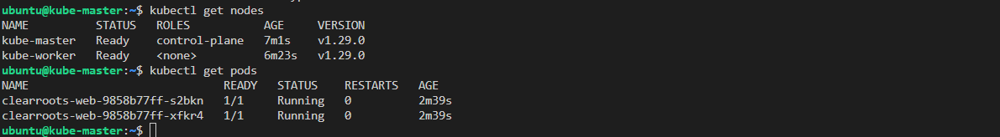 ubuntu@kube-master:~$ kubectl get nodes
NAME STATUS ROLES AGE VERSION
kube-master Ready control-plane 7m1s v1.29.0
kube-worker Ready <none> 6m23s v1.29.0
ubuntu@kube-master:~$ kubectl get pods
NAME READY STATUS RESTARTS AGE
clearroots-web-9858b77ff-s2bkn 1/1 Running 0 2m39s
clearroots-web-9858b77ff-xfkr4 1/1 Running 0 2m39s
ubuntu@kube-master:~$